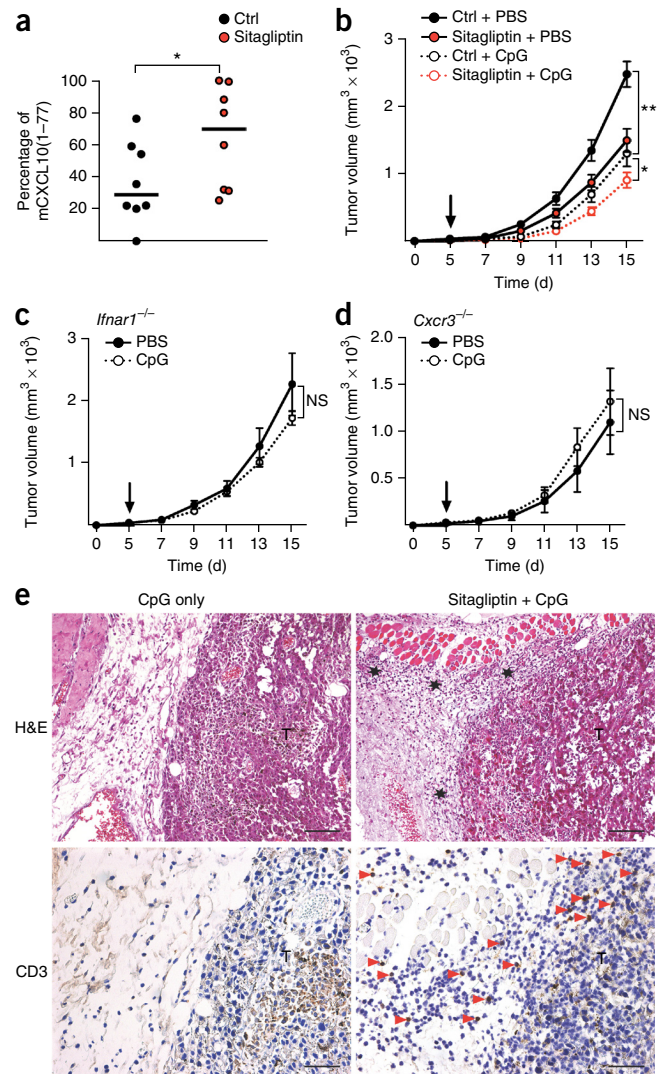 a
Ctrl
Sitagliptin
*
Percentage of
mCXCL10(1–77)
100
80
60
40
20
b
Ctrl + PBS
Sitagliptin + PBS
Ctrl + CpG
Sitagliptin + CpG
Tumor volume (mm³ × 10³)
3
2
1
**
*
0 5 7 9 11 13 15
Time (d)
c
Ifnar1−/−
PBS
CpG
Tumor volume (mm³ × 10³)
3
2
1
NS
0 5 7 9 11 13 15
Time (d)
d
Cxcr3−/−
PBS
CpG
Tumor volume (mm³ × 10³)
2.0
1.5
1.0
0.5
NS
0 5 7 9 11 13 15
Time (d)
e
CpG only
Sitagliptin + CpG
H&E
T
T
CD3
T
T